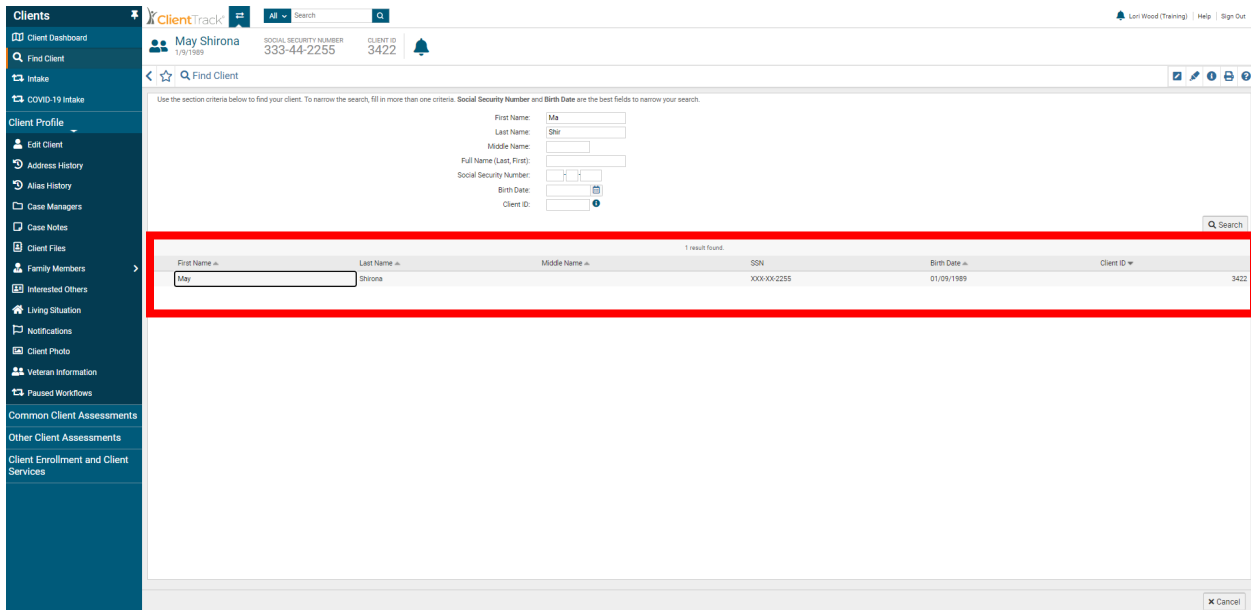 Clients
Client Dashboard
Find Client
Intake
COVID-19 Intake
Client Profile
Edit Client
Address History
Alias History
Case Managers
Case Notes
Client Files
Family Members
Interested Others
Living Situation
Notifications
Client Photo
Veteran Information
Paused Workflows
Common Client Assessments
Other Client Assessments
Client Enrollment and Client
Services
ClientTrack
All Search
Lori Wood (Training) | Help | Sign Out
May Shirona
1/9/1989
SOCIAL SECURITY NUMBER
333-44-2255
CLIENT ID
3422
Find Client
Use the section criteria below to find your client. To narrow the search, fill in more than one criteria. Social Security Number and Birth Date are the best fields to narrow your search.
First Name: Ma
Last Name: Shir
Middle Name:
Full Name (Last, First):
Social Security Number: - -
Birth Date:
Client ID:
Search
1 result found.
First Name Last Name Middle Name SSN Birth Date Client ID
May Shirona XXX-XX-2255 01/09/1989 3422
Cancel